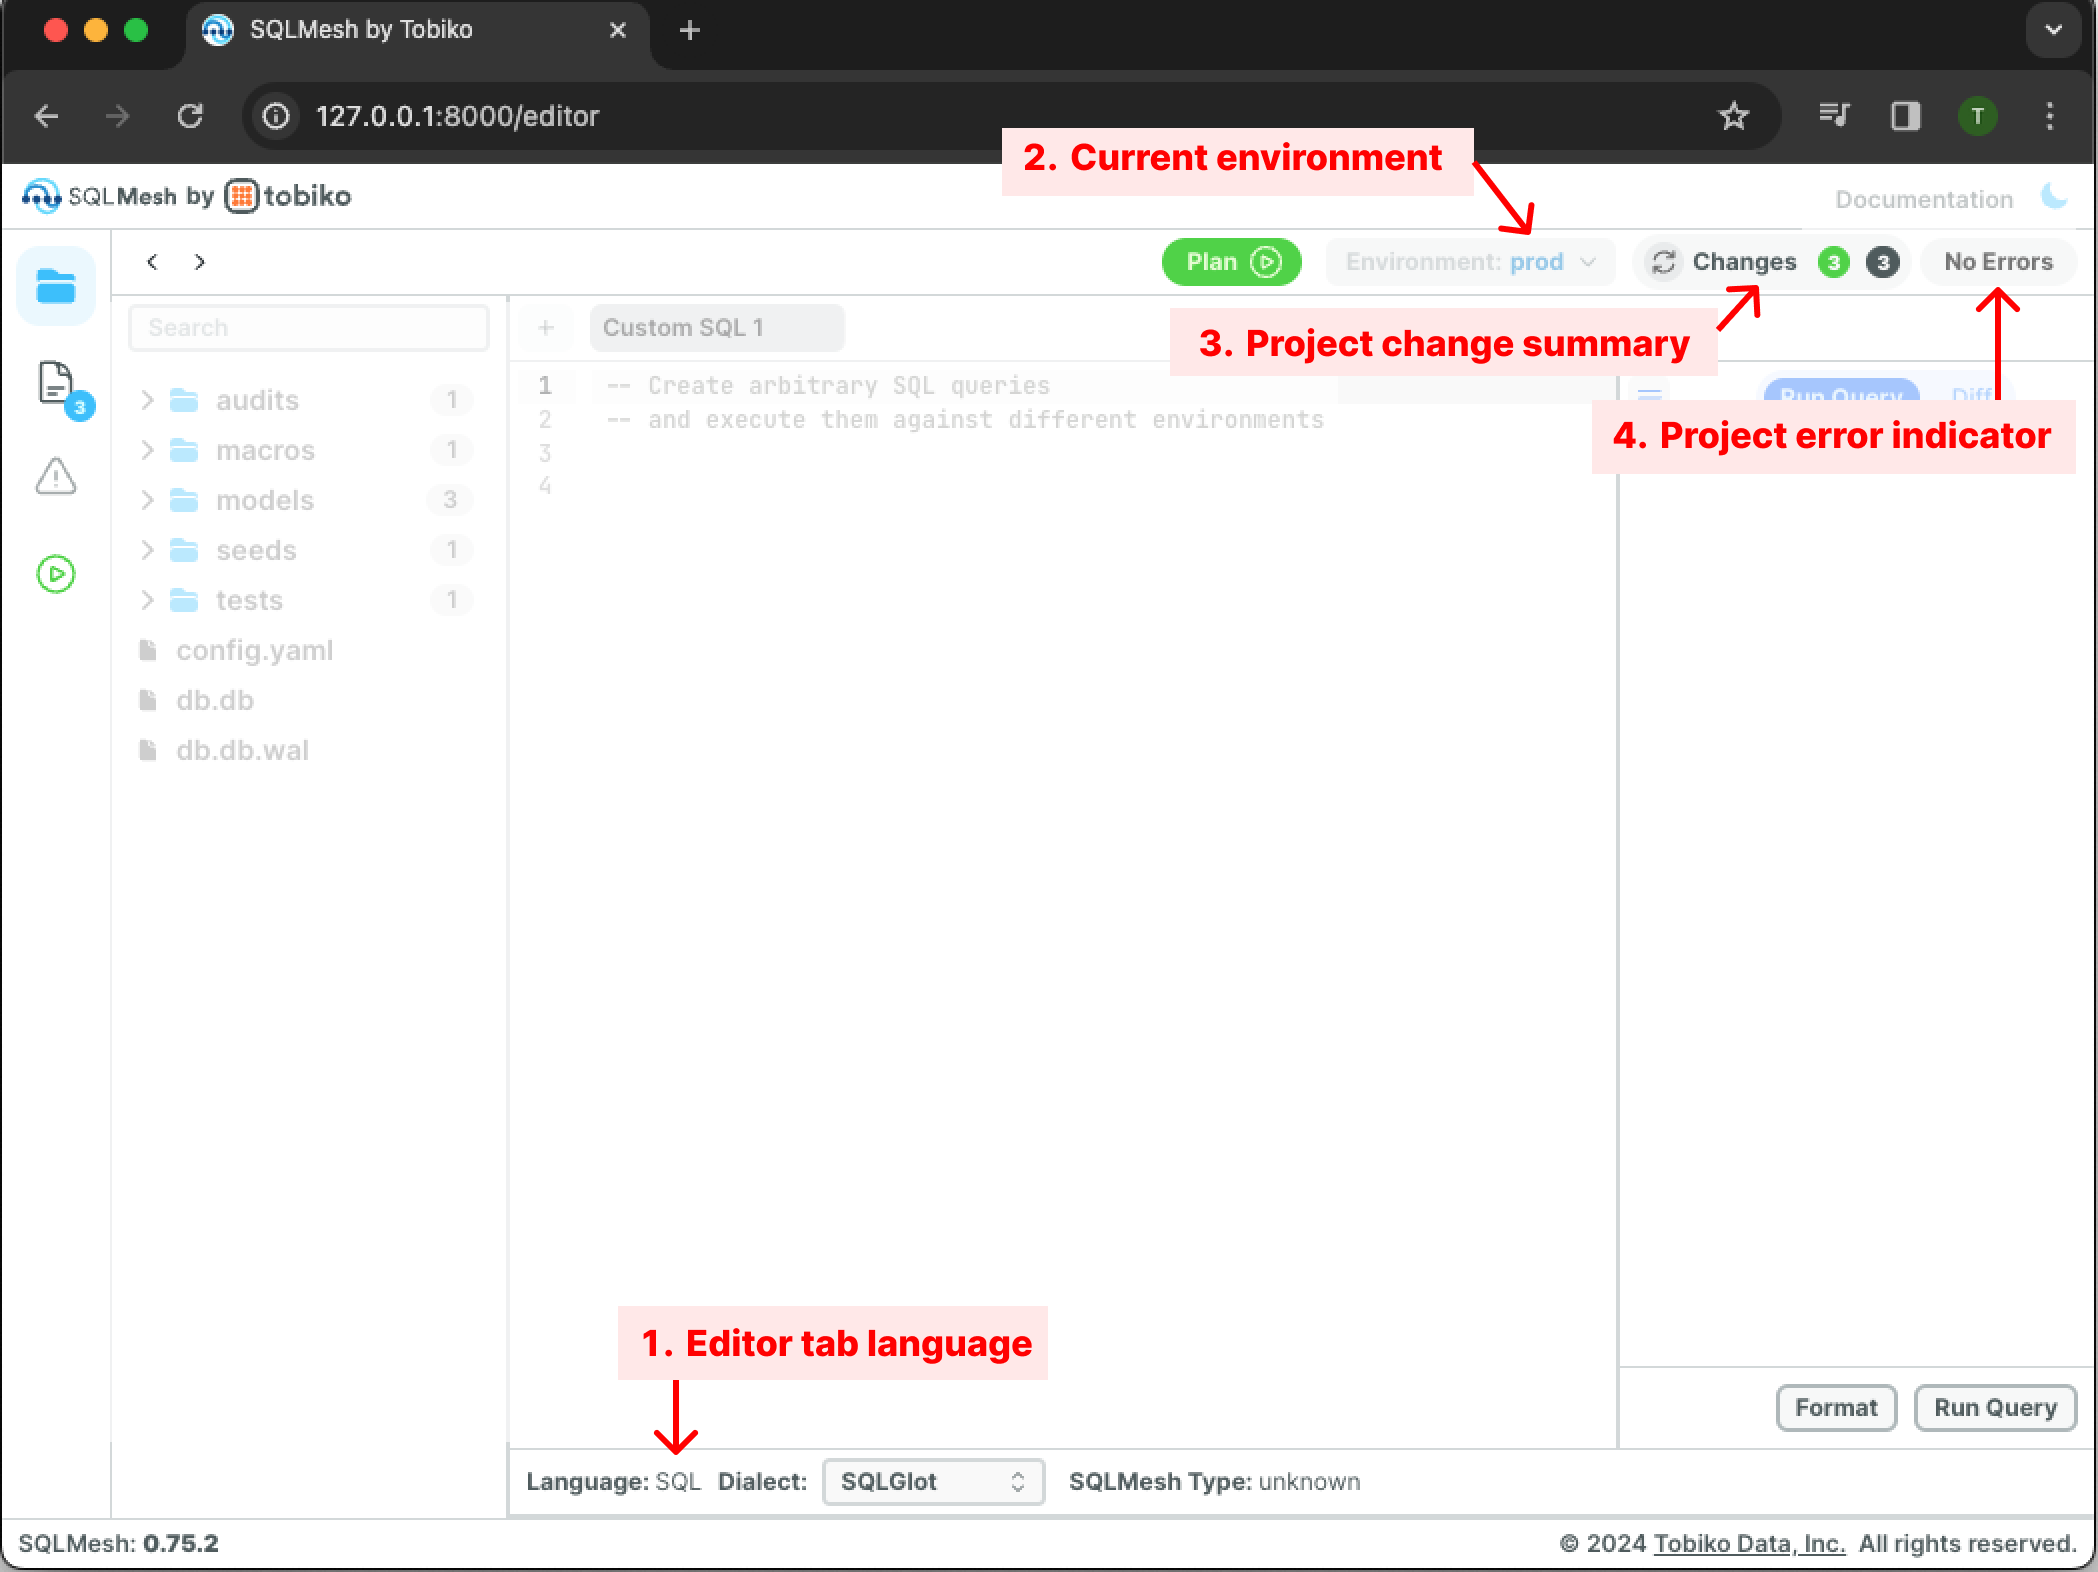 SQLMesh by Tobiko
127.0.0.1:8000/editor
T
2. Current environment
SQLMesh by tobiko
Documentation
Plan
Environment: prod
Changes 3 3
No Errors
Search
+ Custom SQL 1
3. Project change summary
1 -- Create arbitrary SQL queries
2 -- and execute them against different environments
3
4
Run Query Diff
4. Project error indicator
3
audits 1
macros 1
models 3
seeds 1
tests 1
config.yaml
db.db
db.db.wal
1. Editor tab language
Format Run Query
Language: SQL Dialect: SQLGlot SQLMesh Type: unknown
SQLMesh: 0.75.2
© 2024 Tobiko Data, Inc. All rights reserved.